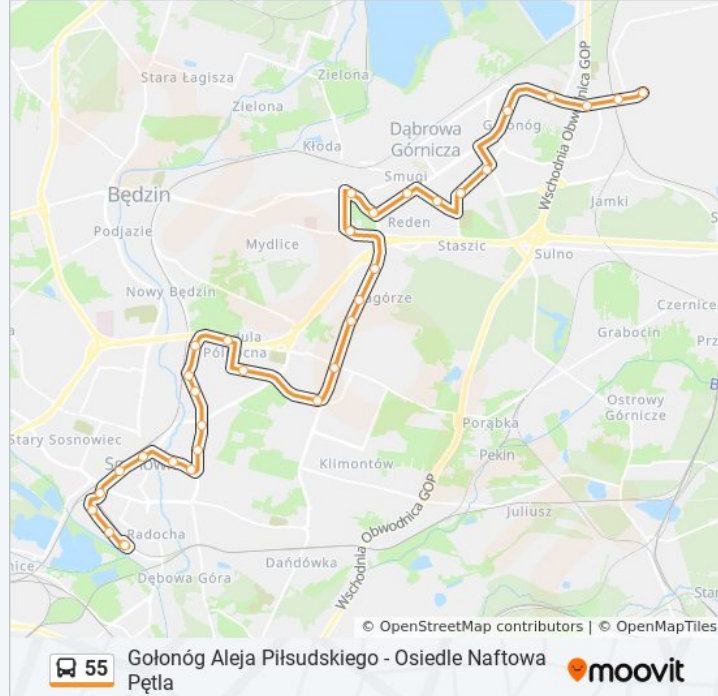 Stara Łagisza
Zielona
Zielona
Kłoda
Dąbrowa
Górnicza
Wschodnia Obwodnica GOP
Smugi
Będzin
Podjazie
Reden
Jamki
Mydlice
Staszic
Sulno
Nowy Będzin
Czernice
Grabocin
Ostrowy
Górnicze
Stary Sosnowiec
Porąbka
Pekin
Klimontów
Wschodnia Obwodnica GOP
Juliusz
Radocha
Dańdówka
Dębowa Góra
© OpenStreetMap contributors | © OpenMapTiles
55
Gołonóg Aleja Piłsudskiego - Osiedle Naftowa
Pętla
moovit